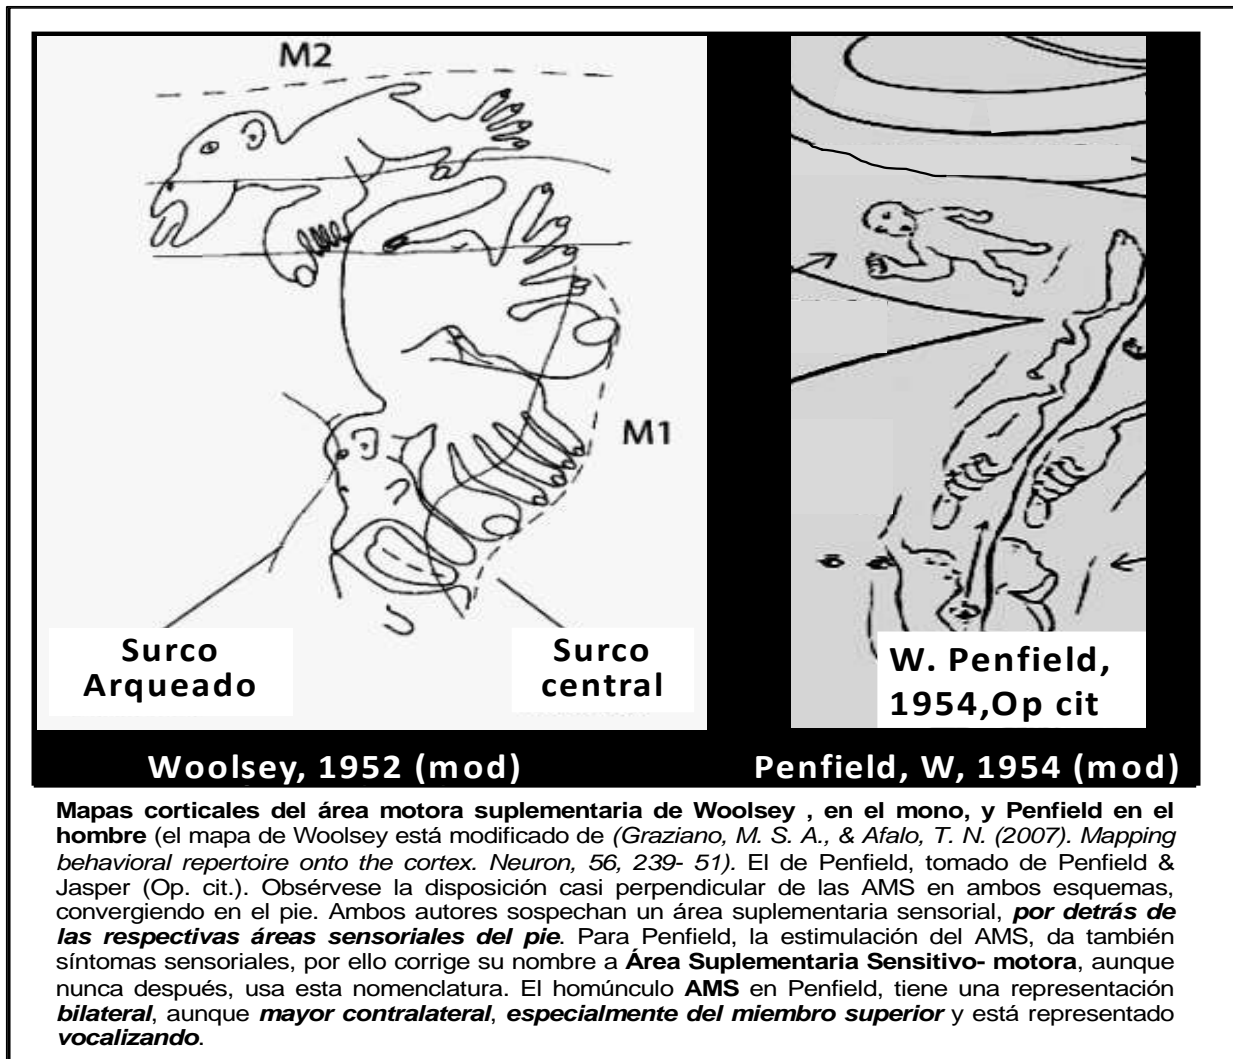 M2
M1
Surco
Arqueado
Surco
central
Woolsey, 1952 (mod)
W. Penfield,
1954,Op cit
Penfield, W, 1954 (mod)
Mapas corticales del área motora suplementaria de Woolsey , en el mono, y Penfield en el
hombre (el mapa de Woolsey está modificado de (Graziano, M. S. A., & Afalo, T. N. (2007). Mapping
behavioral repertoire onto the cortex. Neuron, 56, 239- 51). El de Penfield, tomado de Penfield &
Jasper (Op. cit.). Obsérvese la disposición casi perpendicular de las AMS en ambos esquemas,
convergiendo en el pie. Ambos autores sospechan un área suplementaria sensorial, por detrás de
las respectivas áreas sensoriales del pie. Para Penfield, la estimulación del AMS, da también
síntomas sensoriales, por ello corrige su nombre a Área Suplementaria Sensitivo- motora, aunque
nunca después, usa esta nomenclatura. El homúnculo AMS en Penfield, tiene una representación
bilateral, aunque mayor contralateral, especialmente del miembro superior y está representado
vocalizando.